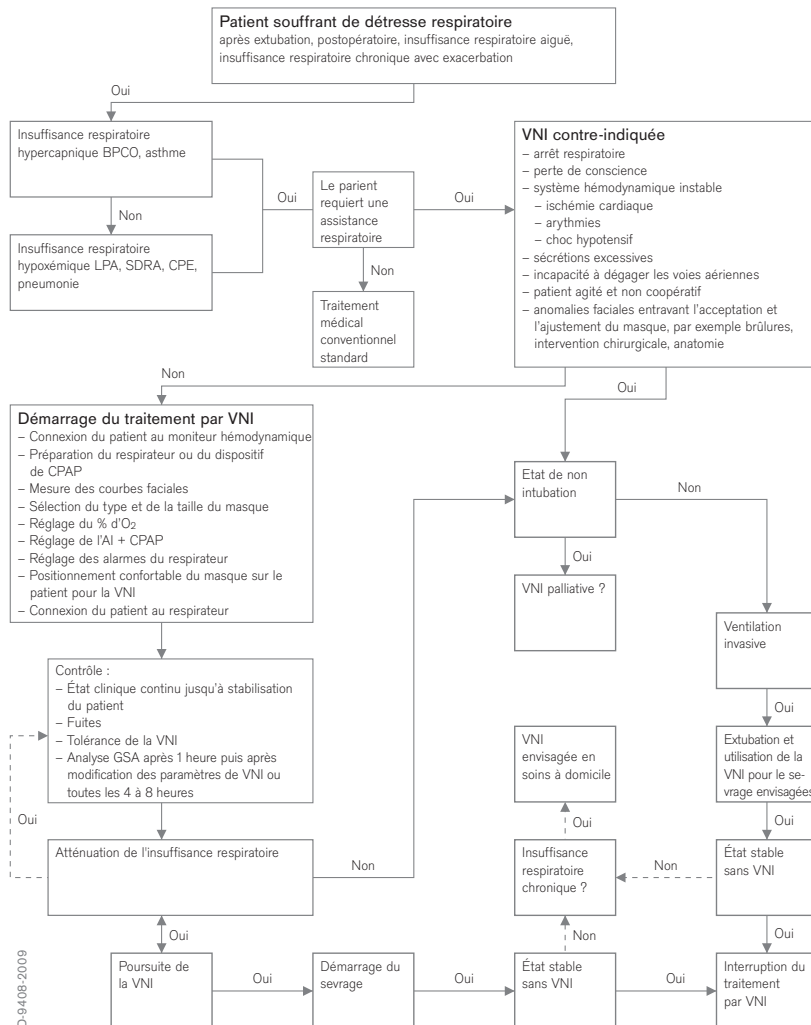 Patient souffrant de détresse respiratoire
après extubation, postopératoire, insuffisance respiratoire aiguë,
insuffisance respiratoire chronique avec exacerbation
Oui
Insuffisance respiratoire
hypercapnique BPCO, asthme
Non
Insuffisance respiratoire
hypoxémique LPA, SDRA, CPE,
pneumonie
Oui
Le parient
requiert une
assistance
respiratoire
Non
Traitement
médical
conventionnel
standard
Oui
VNI contre-indiquée
– arrêt respiratoire
– perte de conscience
– système hémodynamique instable
– ischémie cardiaque
– arythmies
– choc hypotensif
– sécrétions excessives
– incapacité à dégager les voies aériennes
– patient agité et non coopératif
– anomalies faciales entravant l'acceptation et
l'ajustement du masque, par exemple brûlures,
intervention chirurgicale, anatomie
Non
Oui
Démarrage du traitement par VNI
– Connexion du patient au moniteur hémodynamique
– Préparation du respirateur ou du dispositif
de CPAP
– Mesure des courbes faciales
– Sélection du type et de la taille du masque
– Réglage du % d'O2
– Réglage de l'AI + CPAP
– Réglage des alarmes du respirateur
– Positionnement confortable du masque sur le
patient pour la VNI
– Connexion du patient au respirateur
Etat de non
intubation
Non
Oui
VNI palliative ?
Ventilation
invasive
Oui
Contrôle :
– État clinique continu jusqu'à stabilisation
du patient
– Fuites
– Tolérance de la VNI
– Analyse GSA après 1 heure puis après
modification des paramètres de VNI ou
toutes les 4 à 8 heures
Oui
VNI
envisagée en
soins à domicile
Oui
Extubation et
utilisation de la
VNI pour le se-
vrage envisagées
Oui
Atténuation de l'insuffisance respiratoire
Non
Insuffisance
respiratoire
chronique ?
Non
État stable
sans VNI
Oui
Non
Oui
Poursuite de
la VNI
Oui
Démarrage du
sevrage
Oui
État stable
sans VNI
Oui
Interruption du
traitement
par VNI
D-9408-2009